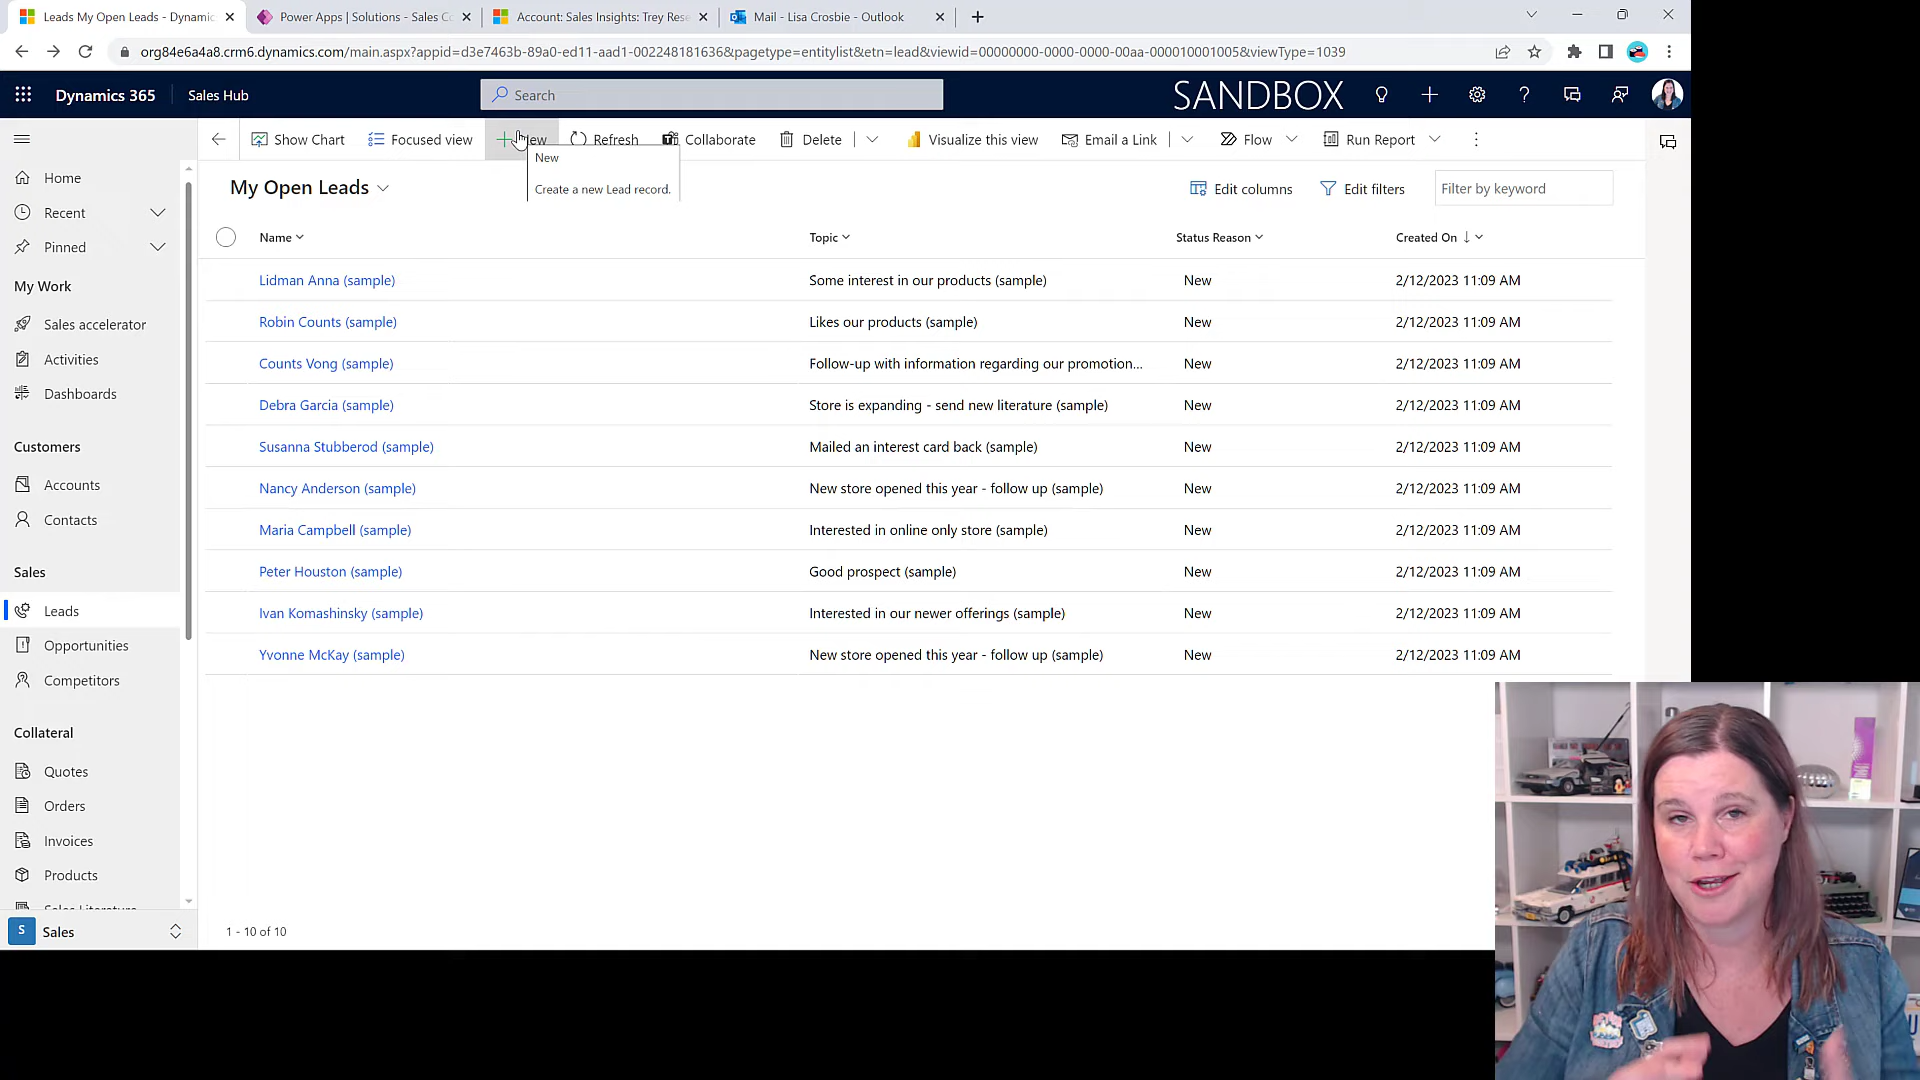 Leads My Open Leads - Dynamic
Power Apps | Solutions - Sales Co
Account: Sales Insights: Trey Rese
Mail - Lisa Crosbie - Outlook
org84e6a4a8.crm6.dynamics.com/main.aspx?appid=d3e7463b-89a0-ed11-aad1-002248181636&pagetype=entitylist&etn=lead&viewid=00000000-0000-0000-00aa-000010001005&viewType=1039
Dynamics 365
Sales Hub
Search
SANDBOX
Show Chart
Focused view
New
Refresh
Collaborate
Delete
Visualize this view
Email a Link
Flow
Run Report
New
Create a new Lead record.
Home
Recent
Pinned
My Work
Sales accelerator
Activities
Dashboards
Customers
Accounts
Contacts
Sales
Leads
Opportunities
Competitors
Collateral
Quotes
Orders
Invoices
Products
Sales Literature
S Sales
My Open Leads
Edit columns
Edit filters
Filter by keyword
Name Topic Status Reason Created On
Lidman Anna (sample) Some interest in our products (sample) New 2/12/2023 11:09 AM
Robin Counts (sample) Likes our products (sample) New 2/12/2023 11:09 AM
Counts Vong (sample) Follow-up with information regarding our promotion... New 2/12/2023 11:09 AM
Debra Garcia (sample) Store is expanding - send new literature (sample) New 2/12/2023 11:09 AM
Susanna Stubberod (sample) Mailed an interest card back (sample) New 2/12/2023 11:09 AM
Nancy Anderson (sample) New store opened this year - follow up (sample) New 2/12/2023 11:09 AM
Maria Campbell (sample) Interested in online only store (sample) New 2/12/2023 11:09 AM
Peter Houston (sample) Good prospect (sample) New 2/12/2023 11:09 AM
Ivan Komashinsky (sample) Interested in our newer offerings (sample) New 2/12/2023 11:09 AM
Yvonne McKay (sample) New store opened this year - follow up (sample) New 2/12/2023 11:09 AM
1 - 10 of 10